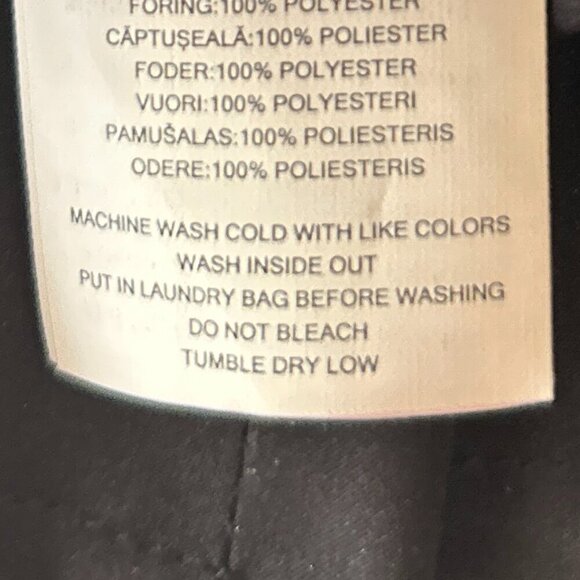 FORING:100% POLYESTER
CĂPTUȘEALĂ:100% POLIESTER
FODER:100% POLYESTER
VUORI:100% POLYESTERI
PAMUŠALAS:100% POLIESTERIS
ODERE:100% POLIESTERIS
MACHINE WASH COLD WITH LIKE COLORS
WASH INSIDE OUT
PUT IN LAUNDRY BAG BEFORE WASHING
DO NOT BLEACH
TUMBLE DRY LOW